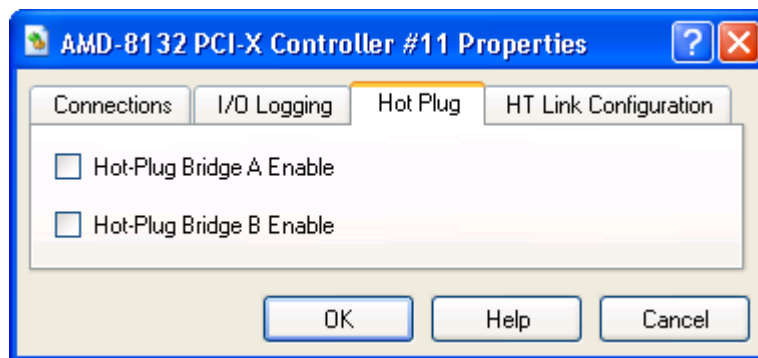 AMD-8132 PCI-X Controller #11 Properties ?
Connections I/O Logging Hot Plug HT Link Configuration
Hot-Plug Bridge A Enable
Hot-Plug Bridge B Enable
OK Help Cancel